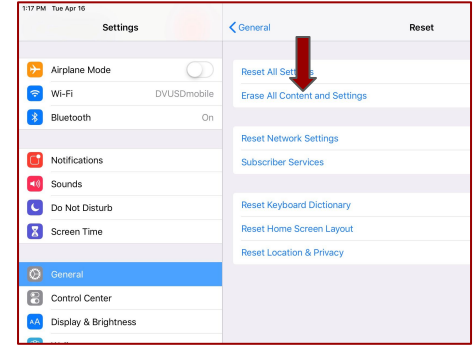 1:17 PM Tue Apr 16
Settings
Airplane Mode
Wi-Fi DVUSDmobile
Bluetooth On
Notifications
Sounds
Do Not Disturb
Screen Time
General
Control Center
AA Display & Brightness
General Reset
Reset All
Erase All Content and Settings
Reset Network Settings
Subscriber Services
Reset Keyboard Dictionary
Reset Home Screen Layout
Reset Location & Privacy